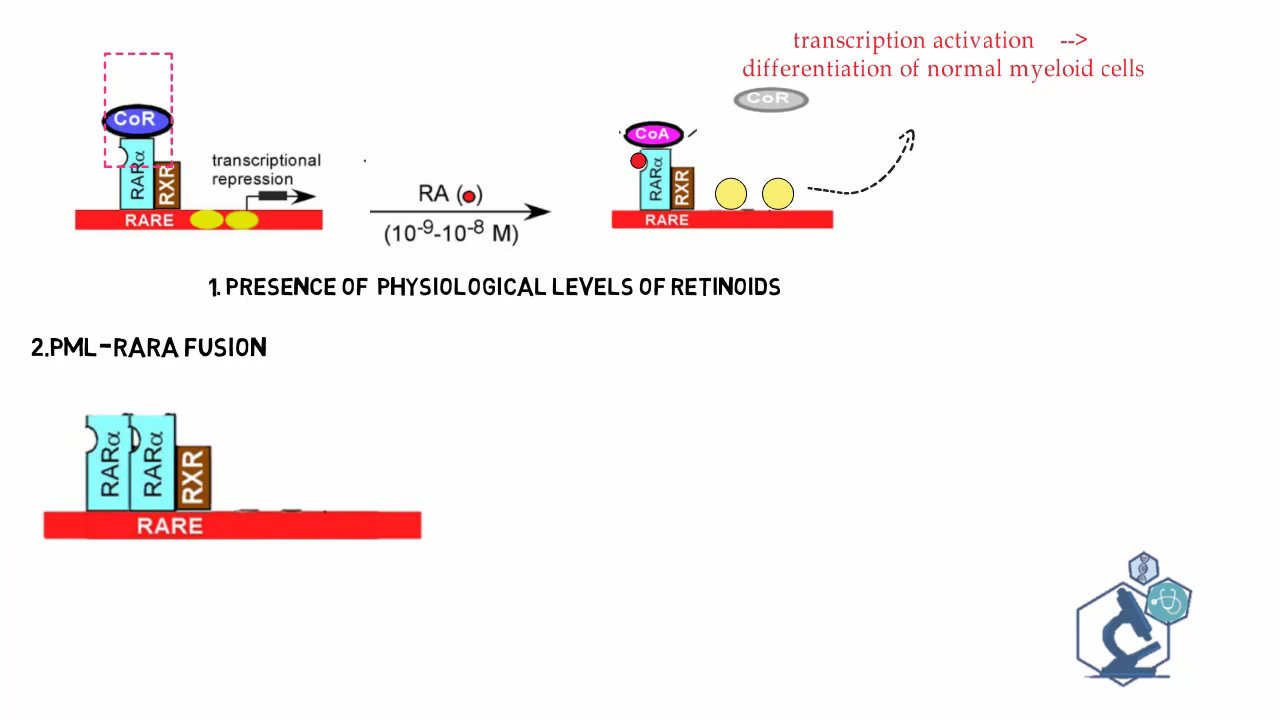 transcription activation -->
differentiation of normal myeloid cells
CoR
CoR
CoA
RARα
RXR
transcriptional
repression
RARE
RA ( )
(10⁻⁹-10⁻⁸ M)
RARα
RXR
RARE
1. PRESENCE OF PHYSIOLOGICAL LEVELS OF RETINOIDS
2.PML-RARA FUSION
RARα
RARα
RXR
RARE